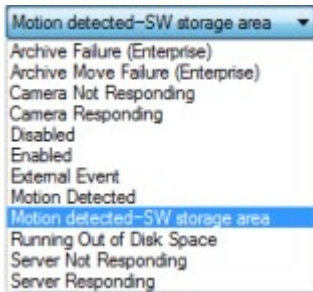 Motion detected-SW storage area
Archive Failure (Enterprise)
Archive Move Failure (Enterprise)
Camera Not Responding
Camera Responding
Disabled
Enabled
External Event
Motion Detected
Motion detected-SW storage area
Running Out of Disk Space
Server Not Responding
Server Responding